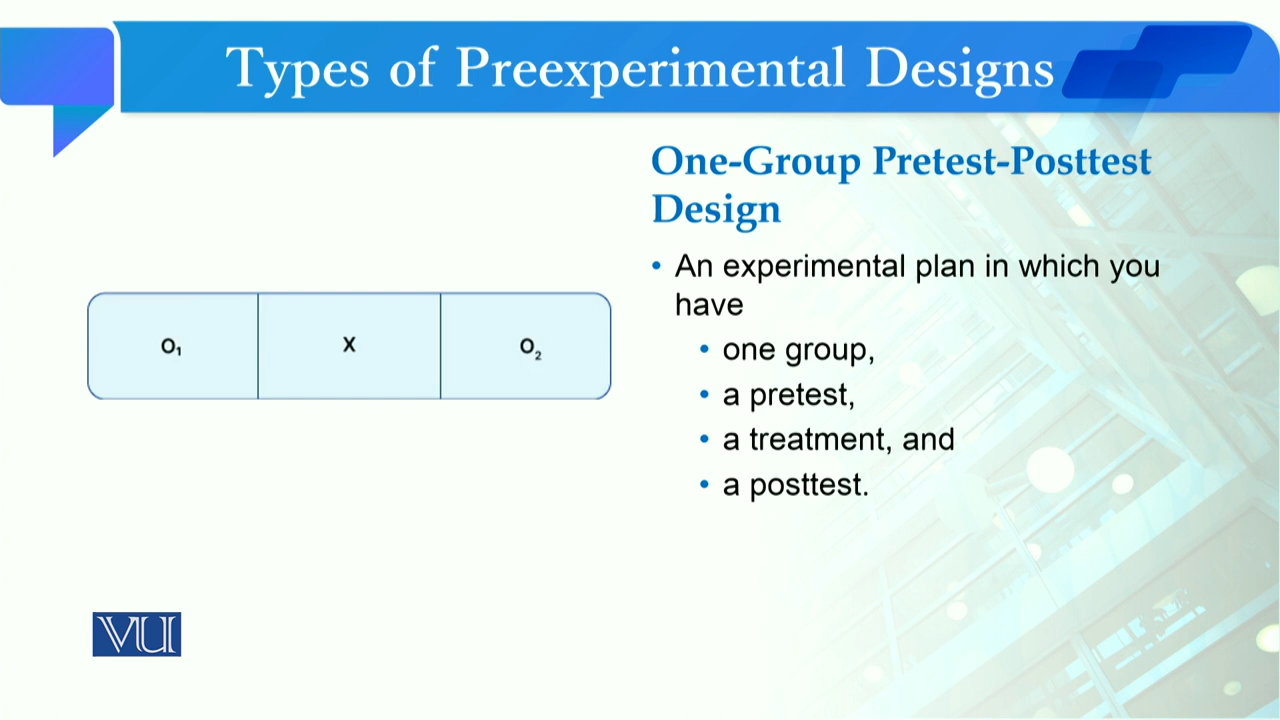 Types of Preexperimental Designs
One-Group Pretest-Posttest
Design
• An experimental plan in which you
have
• one group,
• a pretest,
• a treatment, and
• a posttest.
O₁ X O₂
VU